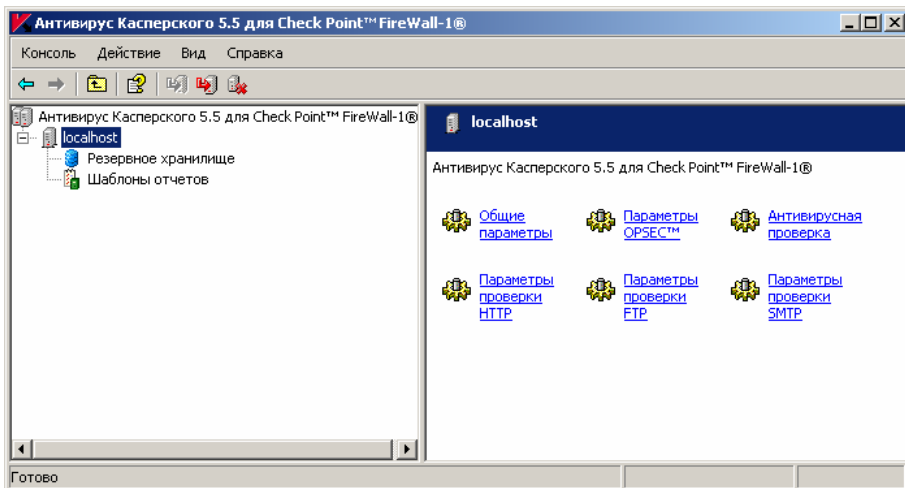 Антивирус Касперского 5.5 для Check Point™ FireWall-1®
Консоль Действие Вид Справка
Антивирус Касперского 5.5 для Check Point™ FireWall-1®
localhost
Резервное хранилище
Шаблоны отчетов
localhost
Антивирус Касперского 5.5 для Check Point™ FireWall-1®
Общие
параметры
Параметры
OPSEC™
Антивирусная
проверка
Параметры
проверки
HTTP
Параметры
проверки
FTP
Параметры
проверки
SMTP
Готово